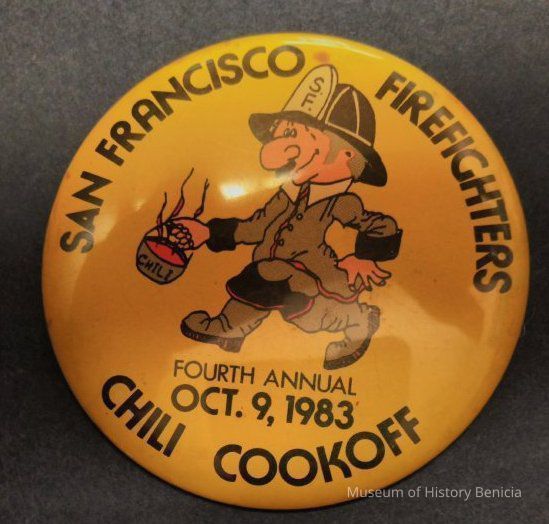 SAN FRANCISCO FIREFIGHTERS
S.F.
CHILI
FOURTH ANNUAL
OCT. 9, 1983
CHILI COOKOFF
Museum of History Benicia